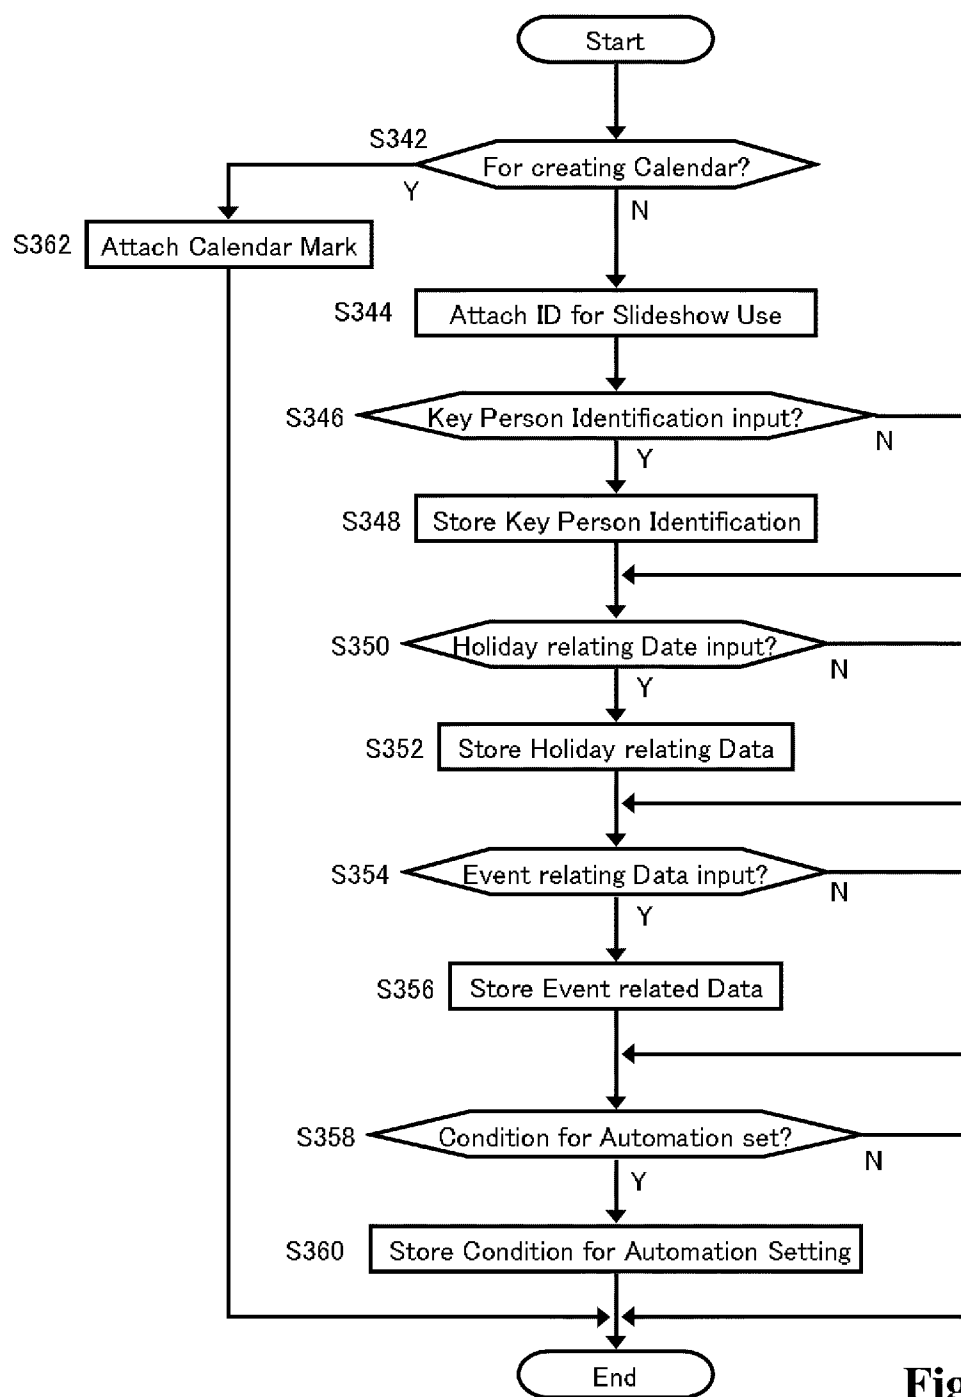 Start
S342
For creating Calendar?
Y
N
S362
Attach Calendar Mark
S344
Attach ID for Slideshow Use
S346
Key Person Identification input?
N
Y
S348
Store Key Person Identification
S350
Holiday relating Date input?
N
Y
S352
Store Holiday relating Data
S354
Event relating Data input?
N
Y
S356
Store Event related Data
S358
Condition for Automation set?
N
Y
S360
Store Condition for Automation Setting
End
Fig